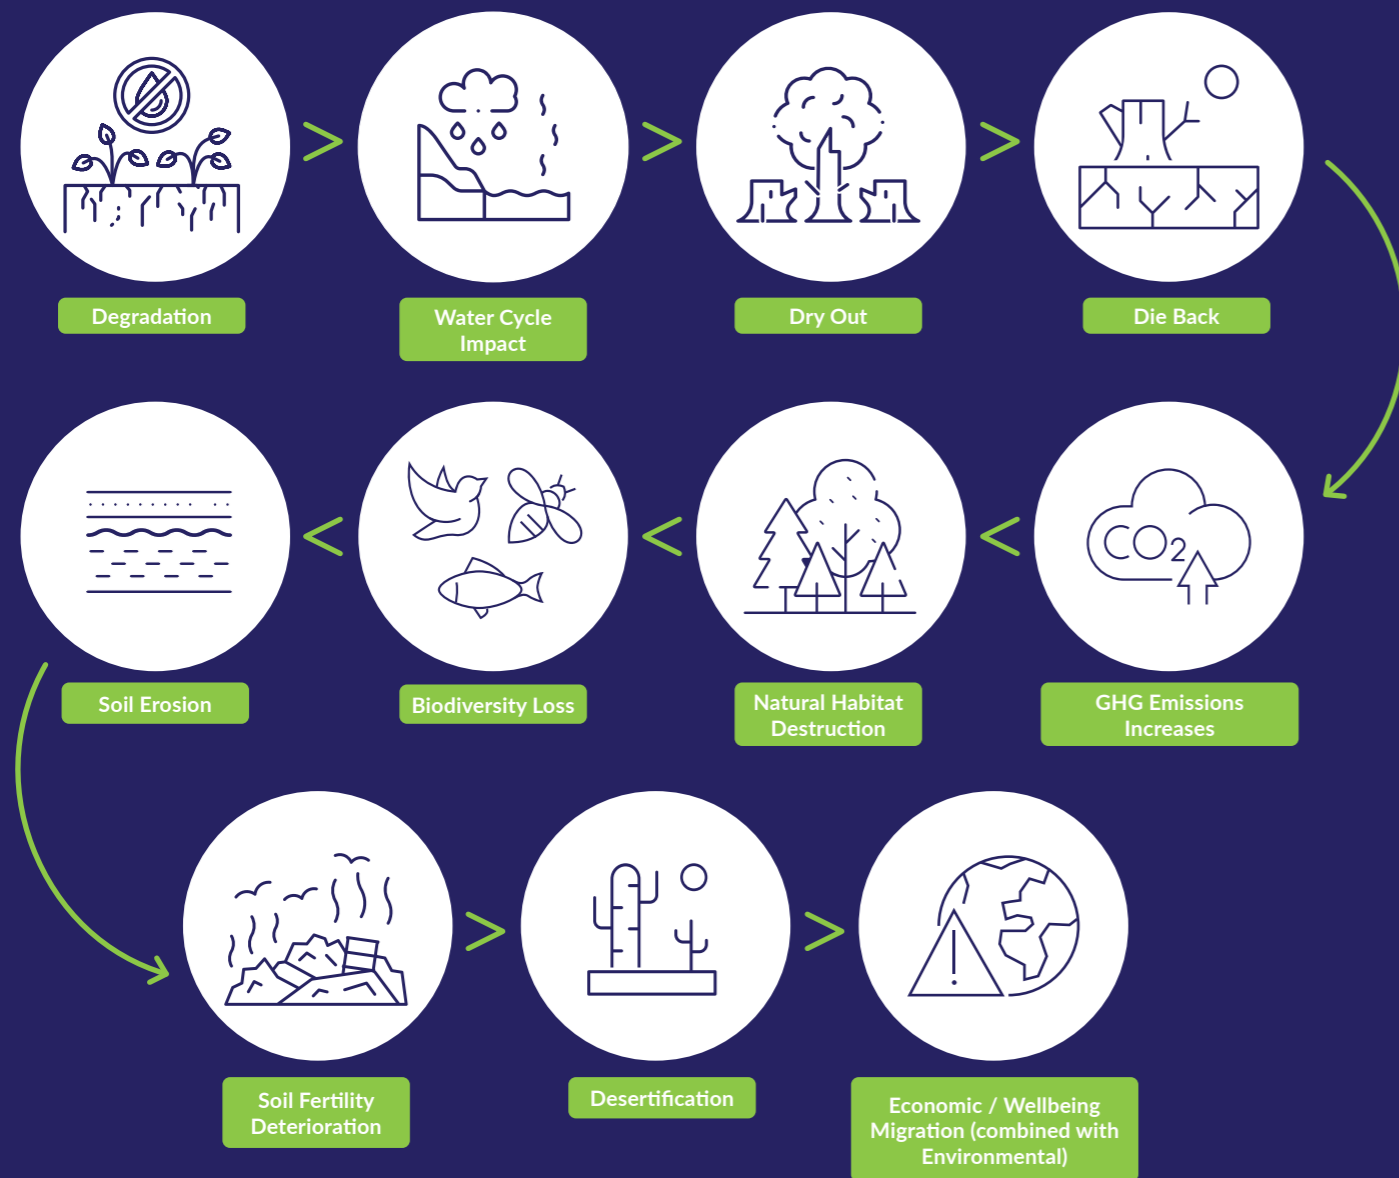 Degradation
Water Cycle
Impact
Dry Out
Die Back
CO2
GHG Emissions
Increases
Natural Habitat
Destruction
Biodiversity Loss
Soil Erosion
Soil Fertility
Deterioration
Desertification
Economic / Wellbeing
Migration (combined with
Environmental)